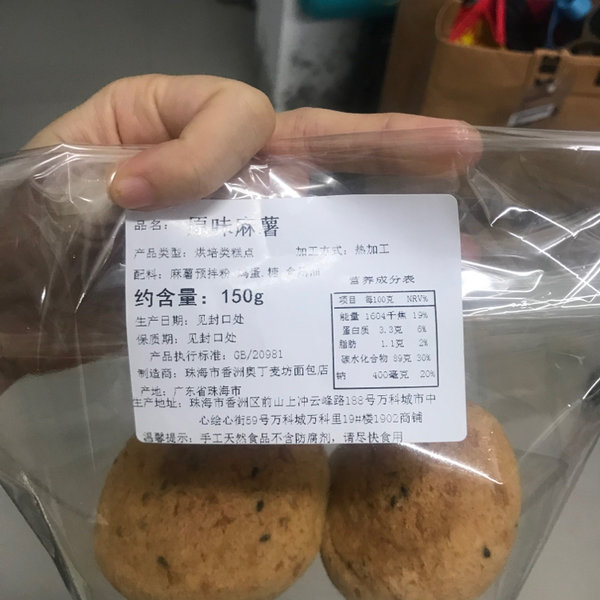 品名： 原味麻薯
产品类型：烘焙类糕点 加工方式：热加工
配料：麻薯预拌粉,鸡蛋,糖,食用油
约含量：150g
生产日期：见封口处
保质期：见封口处
产品执行标准：GB/20981
制造商：珠海市香洲奥丁麦坊面包店
产地：广东省珠海市
生产地址：珠海市香洲区前山上冲云峰路188号万科城市中
心绘心街59号万科城万科里19#楼1902商铺
温馨提示：手工天然食品不含防腐剂，请尽快食用
营养成分表
项目 每100克 NRV%
能量 1604千焦 19%
蛋白质 3.3克 6%
脂肪 1.1克 2%
碳水化合物 89克 30%
钠 400毫克 20%